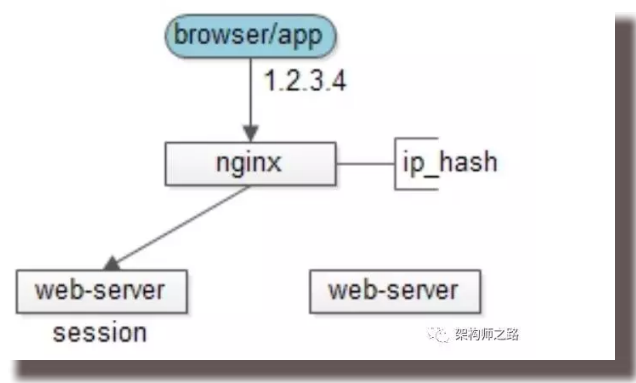 browser/app
1.2.3.4
nginx
ip_hash
web-server
web-server
session
架构师之路